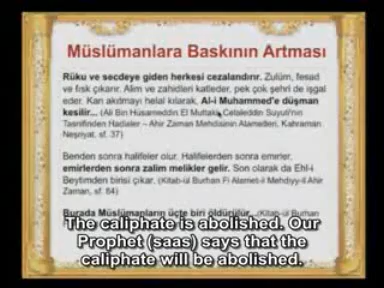 Müslümanlara Baskının Artması
Rüku ve secdeye giden herkesi cezalandırır. Zulüm, fesad
ve fısk çıkarır. Alim ve zahidleri katleder, pek çok şehri de işgal
eder. Kan akıtmayı helal kılarak, Al-i Muhammed'e düşman
kesilir... (Ali Bin Hüsameddin El Muttaki, Celaleddin Suyuti'nin
Tasnifinden Hadisler – Ahir Zaman Mehdisinin Alametleri, Kahraman
Neşriyat, sf. 37)
Benden sonra halifeler olur. Halifelerden sonra emirler,
emirlerden sonra zalim melikler gelir. Son olarak da Ehl-i
Beytimden birisi çıkar. (Kitab-ül Burhan Fi Alamet-il Mehdiyy-il Ahir
Zaman, sf. 84)
Burada Müslümanların üçte biri öldürülür. (Kitab-ül Burhan
The caliphate is abolished. Our
Prophet (saas) says that the
caliphate will be abolished.